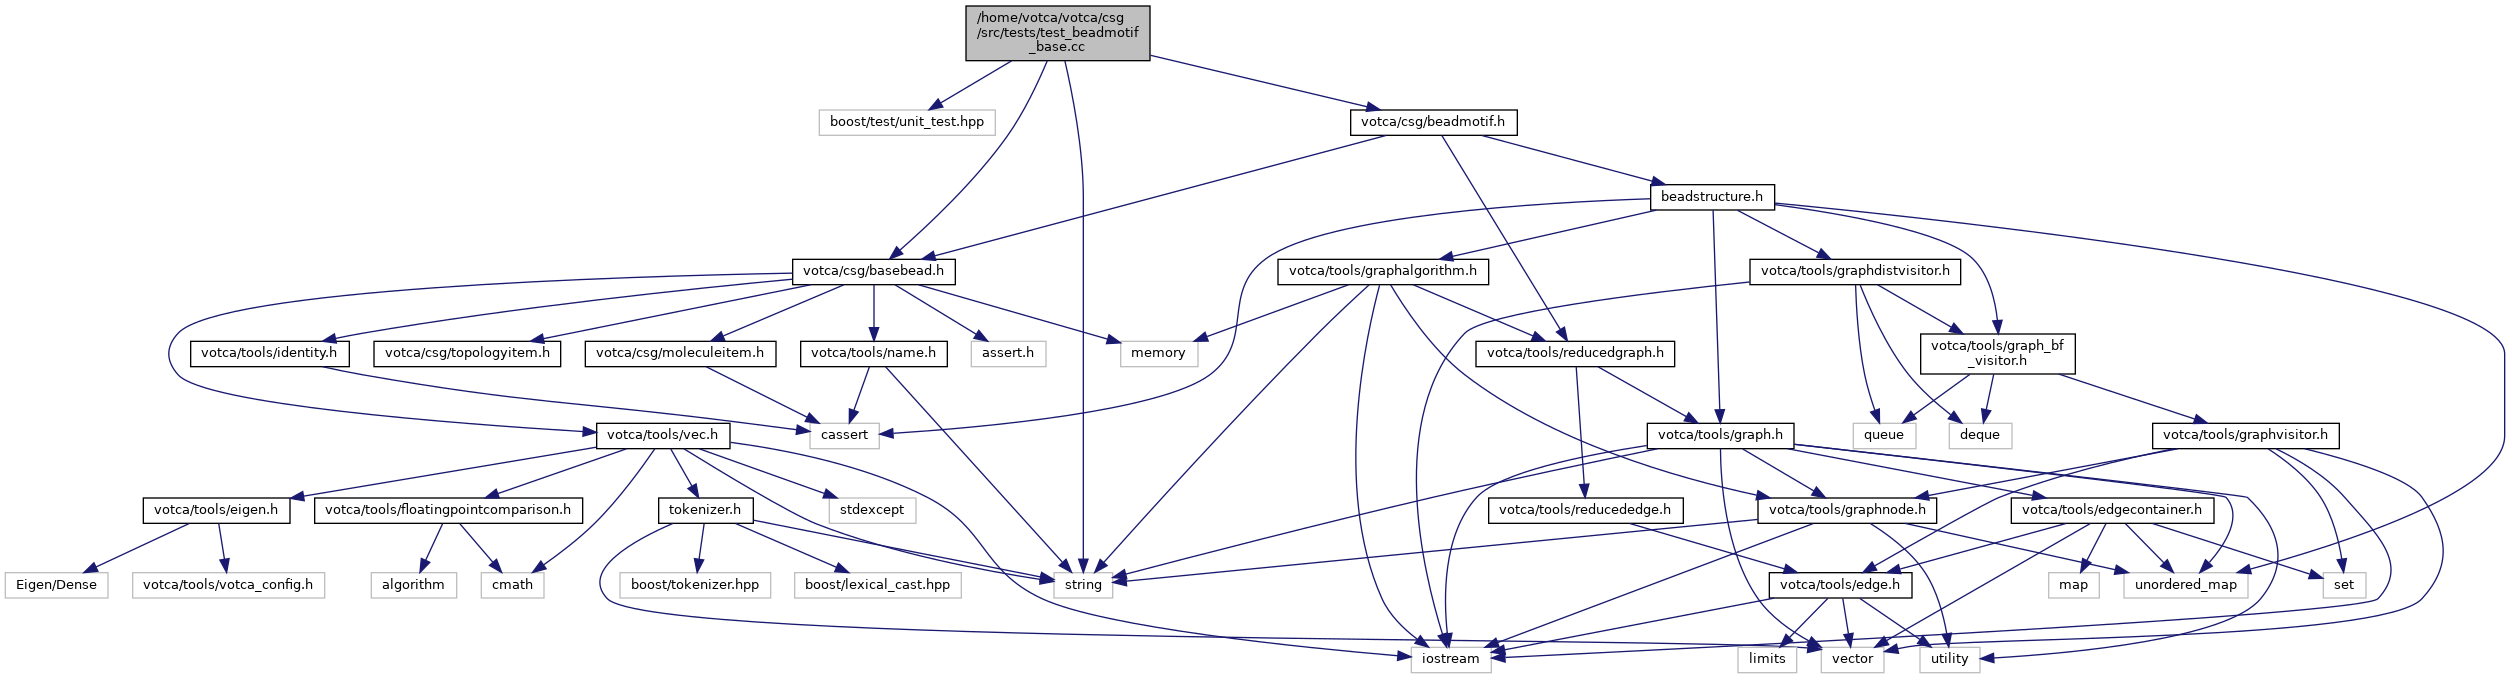 /home/votca/votca/csg
/src/tests/test_beadmotif
_base.cc
boost/test/unit_test.hpp
votca/csg/beadmotif.h
beadstructure.h
votca/csg/basebead.h
votca/tools/graphalgorithm.h
votca/tools/graphdistvisitor.h
votca/tools/identity.h
votca/csg/topologyitem.h
votca/csg/moleculeitem.h
votca/tools/name.h
assert.h
memory
votca/tools/reducedgraph.h
votca/tools/graph_bf
_visitor.h
votca/tools/vec.h
cassert
votca/tools/graph.h
queue
deque
votca/tools/graphvisitor.h
votca/tools/eigen.h
votca/tools/floatingpointcomparison.h
tokenizer.h
stdexcept
votca/tools/reducededge.h
votca/tools/graphnode.h
votca/tools/edgecontainer.h
Eigen/Dense
votca/tools/votca_config.h
algorithm
cmath
boost/tokenizer.hpp
boost/lexical_cast.hpp
string
votca/tools/edge.h
map
unordered_map
set
iostream
limits
vector
utility